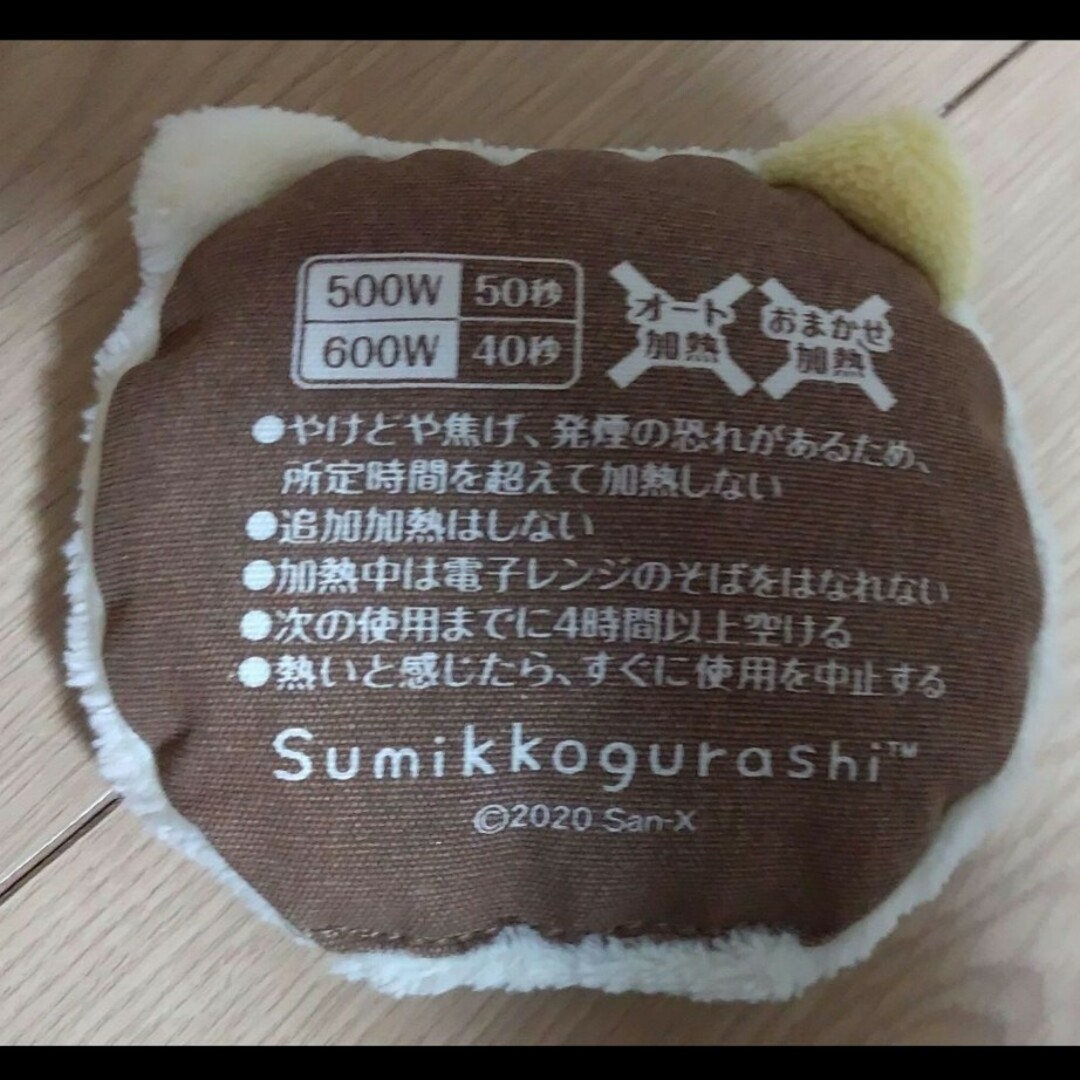 500W 50秒
600W 40秒
オート
加熱
おまかせ
加熱
●やけどや焦げ、発煙の恐れがあるため、
所定時間を超えて加熱しない
●追加加熱はしない
●加熱中は電子レンジのそばをはなれない
●次の使用までに4時間以上空ける
●熱いと感じたら、すぐに使用を中止する
Sumikkogurashi™
©2020 San-X